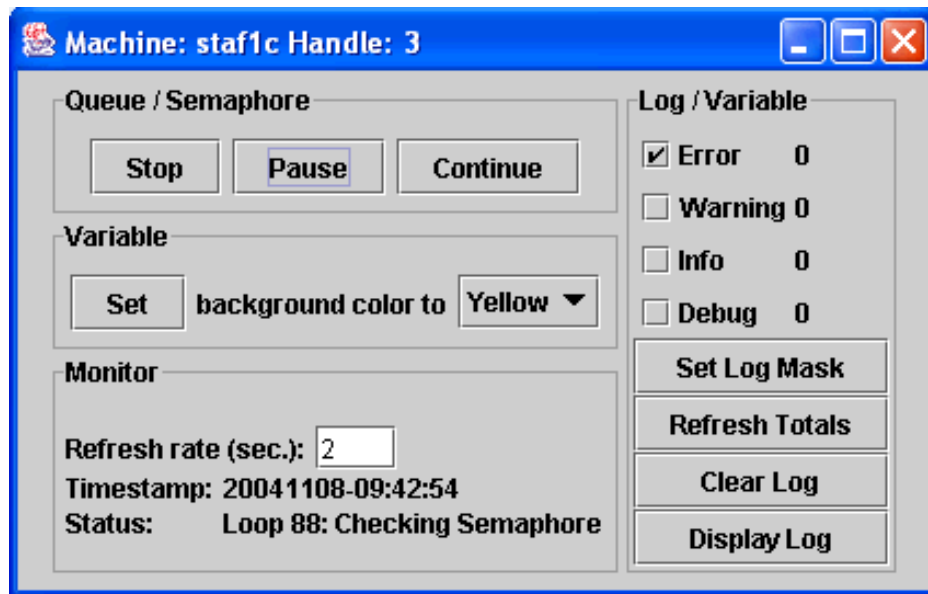 Machine: staf1c Handle: 3
Queue / Semaphore
Stop Pause Continue
Variable
Set background color to Yellow
Monitor
Refresh rate (sec.): 2
Timestamp: 20041108-09:42:54
Status: Loop 88: Checking Semaphore
Log / Variable
Error 0
Warning 0
Info 0
Debug 0
Set Log Mask
Refresh Totals
Clear Log
Display Log